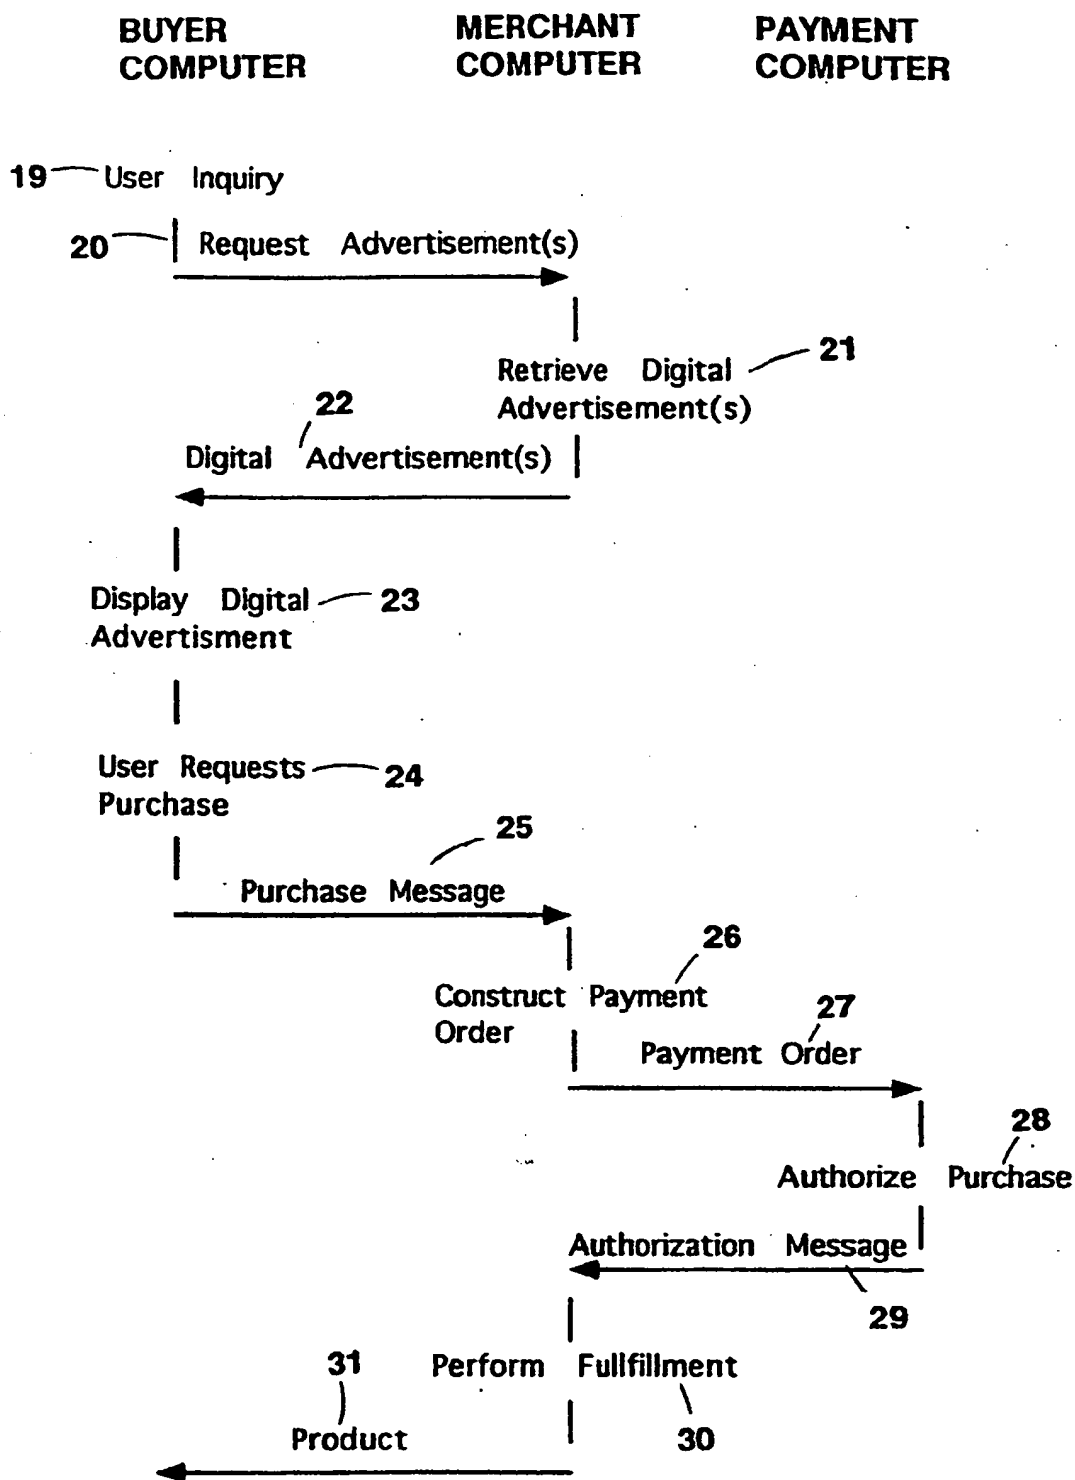 BUYER COMPUTER
MERCHANT COMPUTER
PAYMENT COMPUTER
19 User Inquiry
20 Request Advertisement(s)
21
Retrieve Digital
Advertisement(s)
22
Digital Advertisement(s)
Display Digital 23
Advertisment
User Requests 24
Purchase
25
Purchase Message
26
Construct Payment
Order
27
Payment Order
28
Authorize Purchase
Authorization Message
29
31 Perform Fullfillment
Product 30